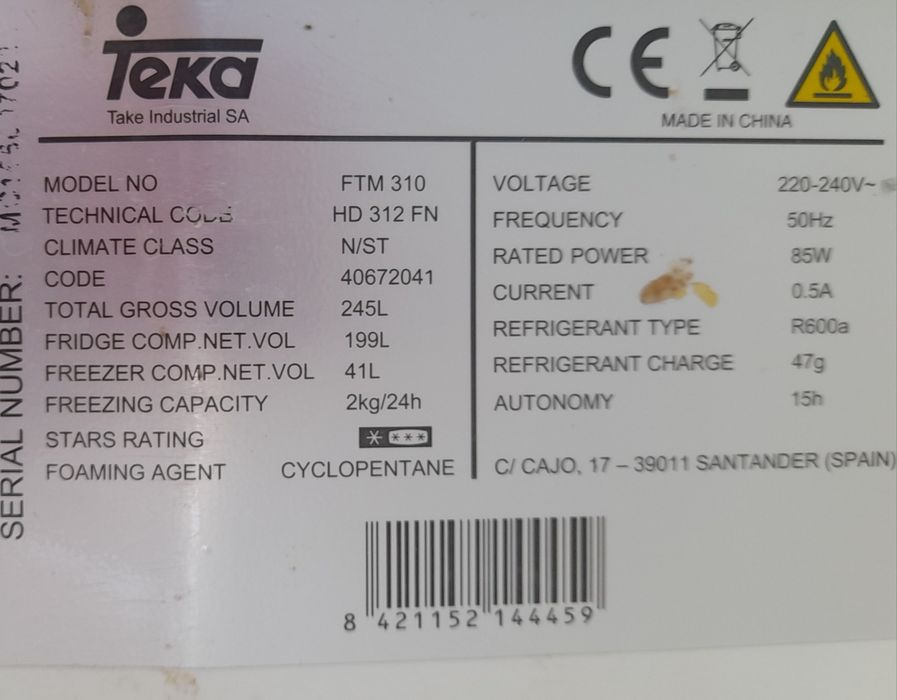 Teka
Take Industrial SA
CE
MADE IN CHINA
MODEL NO FTM 310
TECHNICAL CODE HD 312 FN
CLIMATE CLASS N/ST
CODE 40672041
TOTAL GROSS VOLUME 245L
FRIDGE COMP.NET.VOL 199L
FREEZER COMP.NET.VOL 41L
FREEZING CAPACITY 2kg/24h
STARS RATING
FOAMING AGENT CYCLOPENTANE
VOLTAGE 220-240V~
FREQUENCY 50Hz
RATED POWER 85W
CURRENT 0.5A
REFRIGERANT TYPE R600a
REFRIGERANT CHARGE 47g
AUTONOMY 15h
C/ CAJO, 17 – 39011 SANTANDER (SPAIN)
SERIAL NUMBER:
8 421152 144459